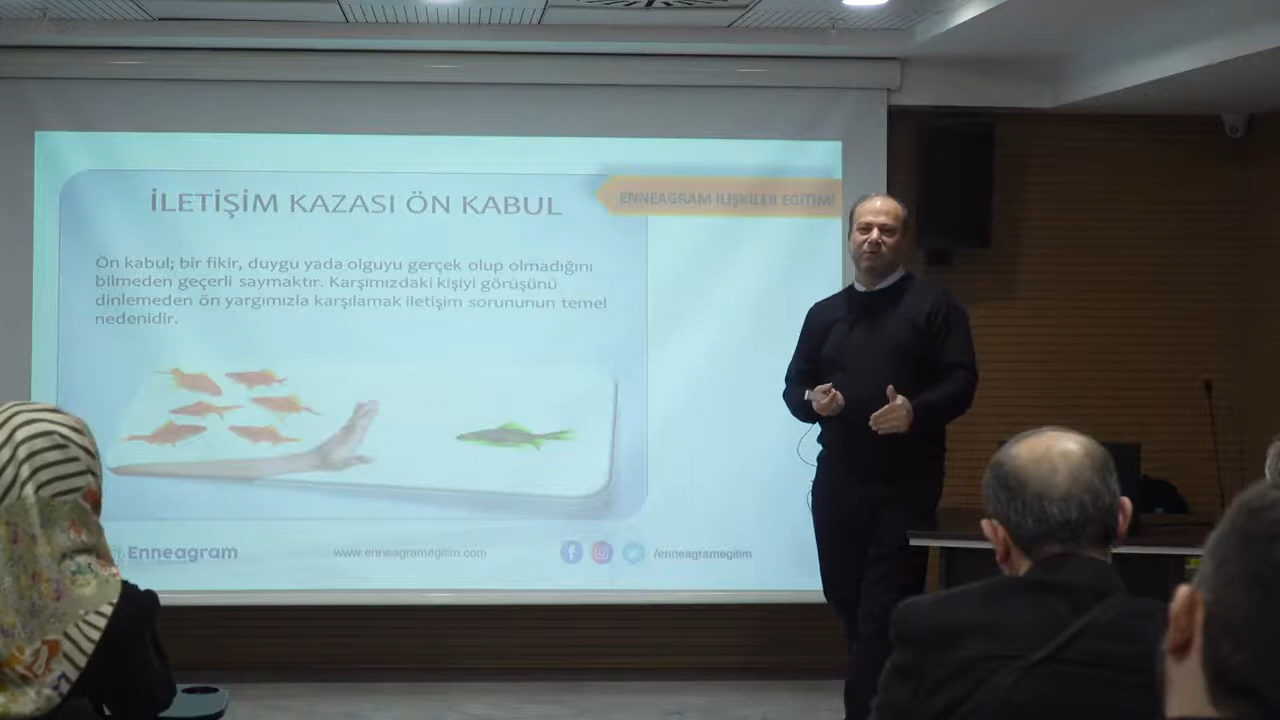 İLETİŞİM KAZASI ÖN KABUL
ENNEAGRAM İLİŞKİLER EĞİTİMİ
Ön kabul; bir fikir, duygu yada olguyu gerçek olup olmadığını
bilmeden geçerli saymaktır. Karşımızdaki kişiyi görüşünü
dinlemeden ön yargımızla karşılamak iletişim sorununun temel
nedenidir.
Enneagram
www.enneagramegitim.com
/enneagramegitim